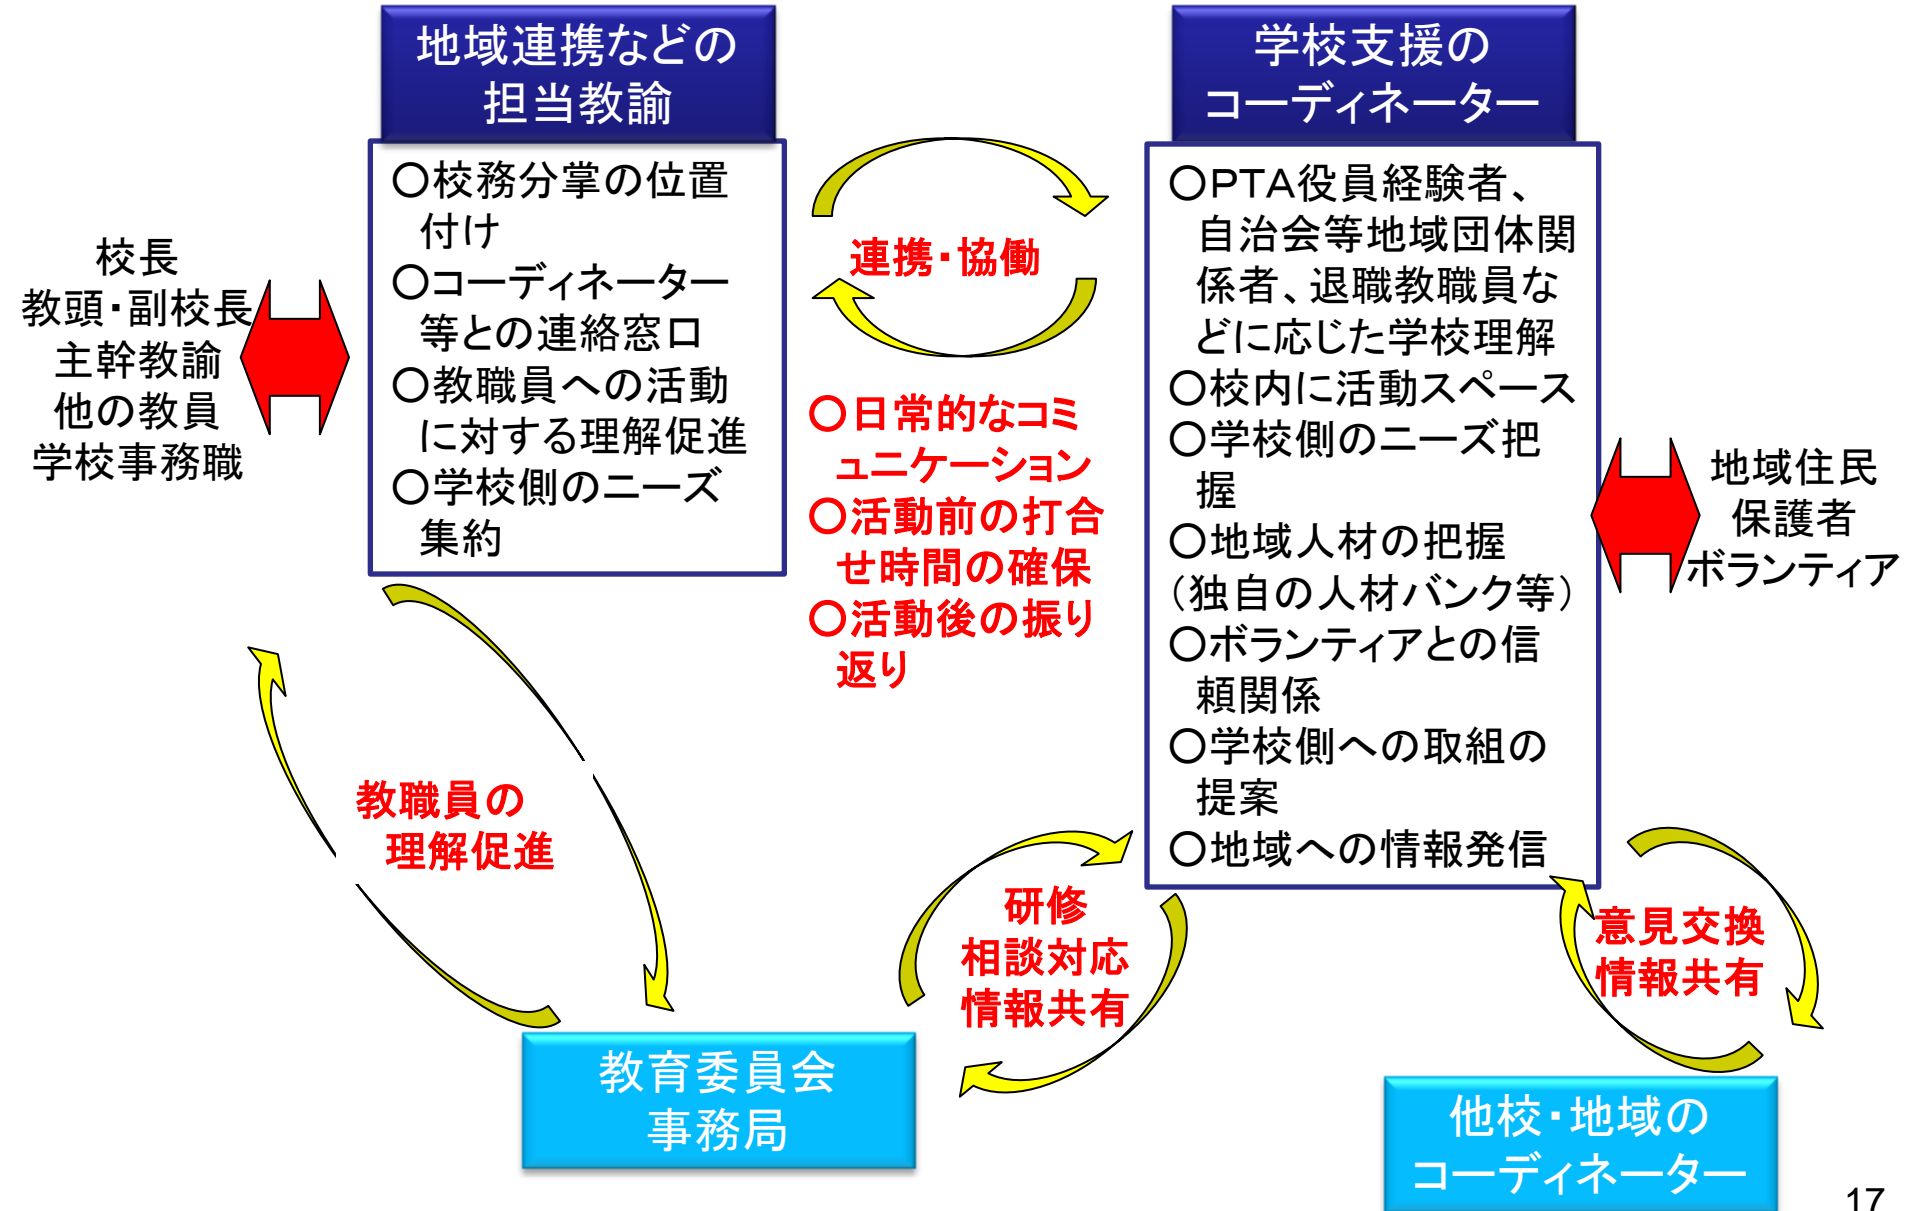 地域連携などの
担当教諭
〇校務分掌の位置
付け
〇コーディネーター
等との連絡窓口
〇教職員への活動
に対する理解促進
〇学校側のニーズ
集約
校長
教頭・副校長
主幹教諭
他の教員
学校事務職
連携・協働
〇日常的なコミ
ュニケーション
〇活動前の打合
せ時間の確保
〇活動後の振り
返り
学校支援の
コーディネーター
〇PTA役員経験者、
自治会等地域団体関
係者、退職教職員な
どに応じた学校理解
〇校内に活動スペース
〇学校側のニーズ把
握
〇地域人材の把握
（独自の人材バンク等）
〇ボランティアとの信
頼関係
〇学校側への取組の
提案
〇地域への情報発信
地域住民
保護者
ボランティア
教職員の
理解促進
研修
相談対応
情報共有
意見交換
情報共有
教育委員会
事務局
他校・地域の
コーディネーター
17